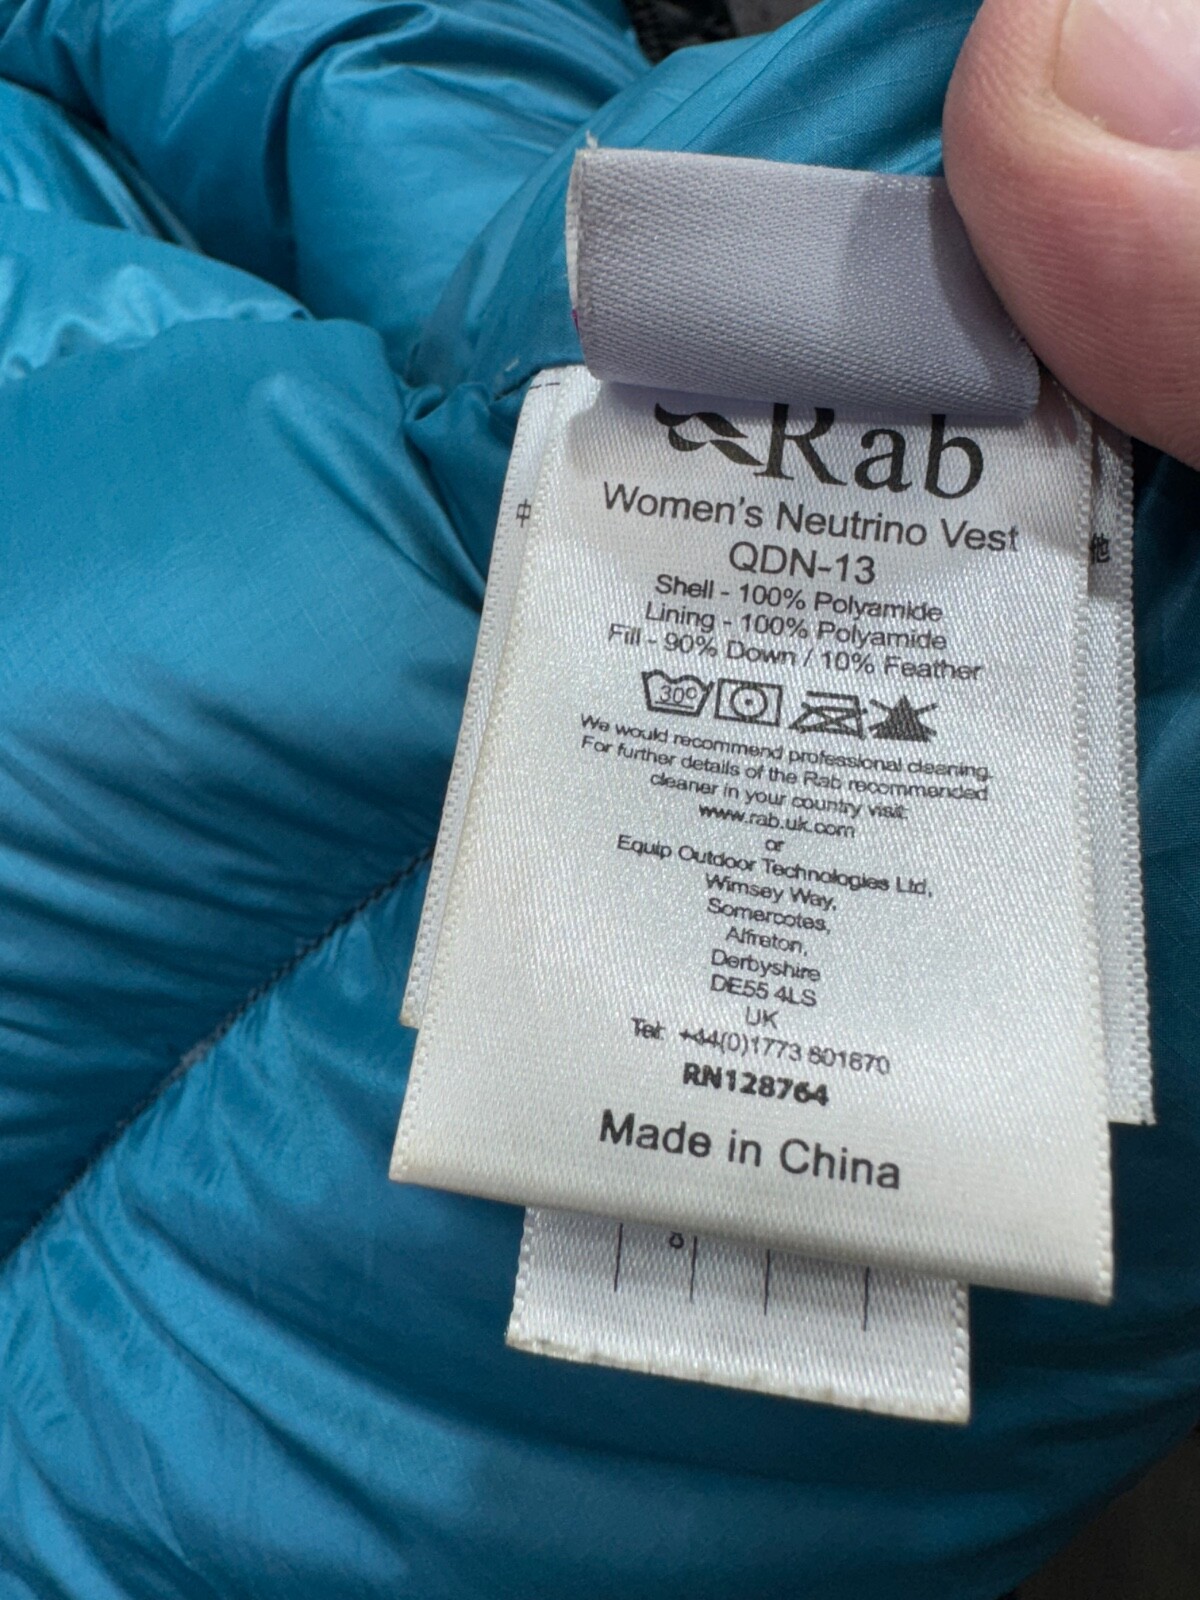 Rab
Women's Neutrino Vest
QDN-13
Shell - 100% Polyamide
Lining - 100% Polyamide
Fill - 90% Down / 10% Feather
30°
We would recommend professional cleaning.
For further details of the Rab recommended
cleaner in your country visit:
www.rab.uk.com
or
Equip Outdoor Technologies Ltd,
Wimsey Way,
Somercotes,
Alfreton,
Derbyshire
DE55 4LS
UK
Tel: +44(0)1773 601870
RN128764
Made in China
中
他